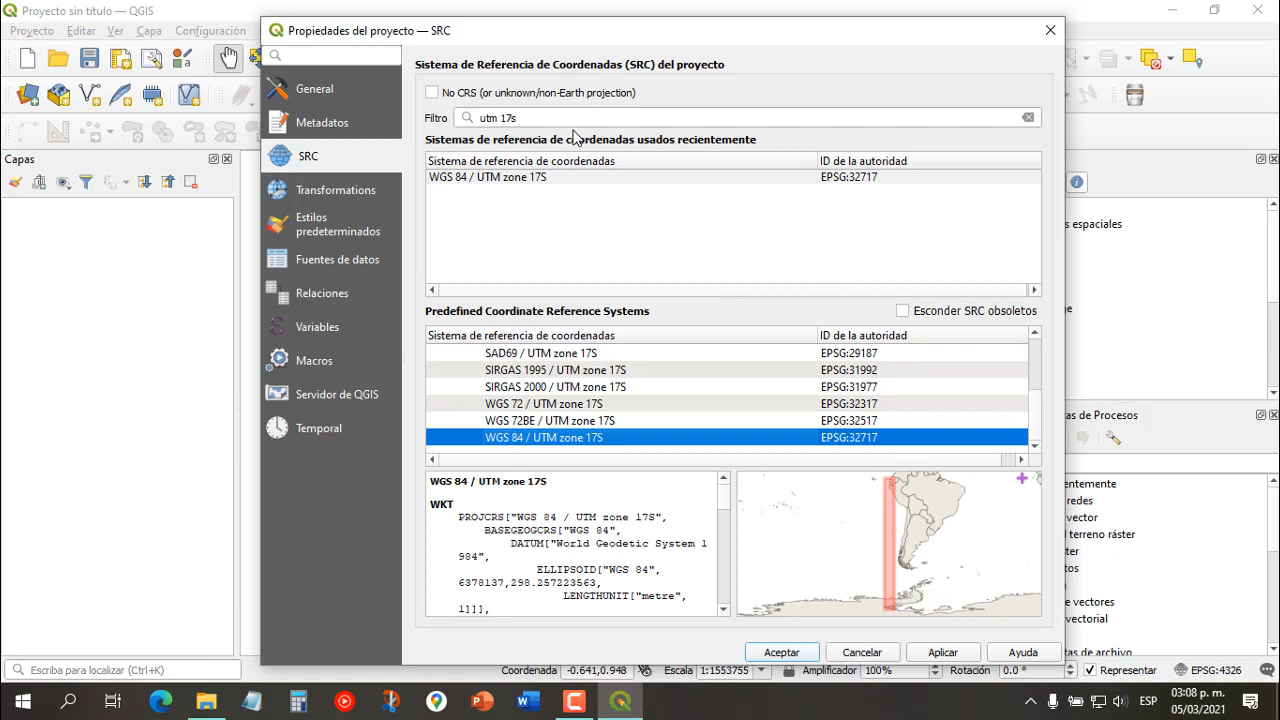 Proyecto sin título — QGIS
Proyecto Editar Ver Capa Configuración
Propiedades del proyecto — SRC
General
Metadatos
SRC
Transformations
Estilos
predeterminados
Fuentes de datos
Relaciones
Variables
Macros
Servidor de QGIS
Temporal
Sistema de Referencia de Coordenadas (SRC) del proyecto
No CRS (or unknown/non-Earth projection)
Filtro utm 17s
Sistemas de referencia de coordenadas usados recientemente
Sistema de referencia de coordenadas ID de la autoridad
WGS 84 / UTM zone 17S EPSG:32717
Predefined Coordinate Reference Systems Esconder SRC obsoletos
Sistema de referencia de coordenadas ID de la autoridad
SAD69 / UTM zone 17S EPSG:29187
SIRGAS 1995 / UTM zone 17S EPSG:31992
SIRGAS 2000 / UTM zone 17S EPSG:31977
WGS 72 / UTM zone 17S EPSG:32317
WGS 72BE / UTM zone 17S EPSG:32517
WGS 84 / UTM zone 17S EPSG:32717
WGS 84 / UTM zone 17S
WKT
PROJCRS["WGS 84 / UTM zone 17S",
BASEGEOGCRS["WGS 84",
DATUM["World Geodetic System 1
984",
ELLIPSOID["WGS 84",
6378137,298.257223563,
LENGTHUNIT["metre",
1]]],
Aceptar Cancelar Aplicar Ayuda
Capas
as espaciales
as de Procesos
entemente
redes
vector
l terreno ráster
e vectores
vectorial
tas de archivo
Escriba para localizar (Ctrl+K)
Coordenada -0.641,0.948 Escala 1:1553755 Amplificador 100% Rotación 0.0 ° Representar EPSG:4326
ESP
03:08 p. m.
05/03/2021